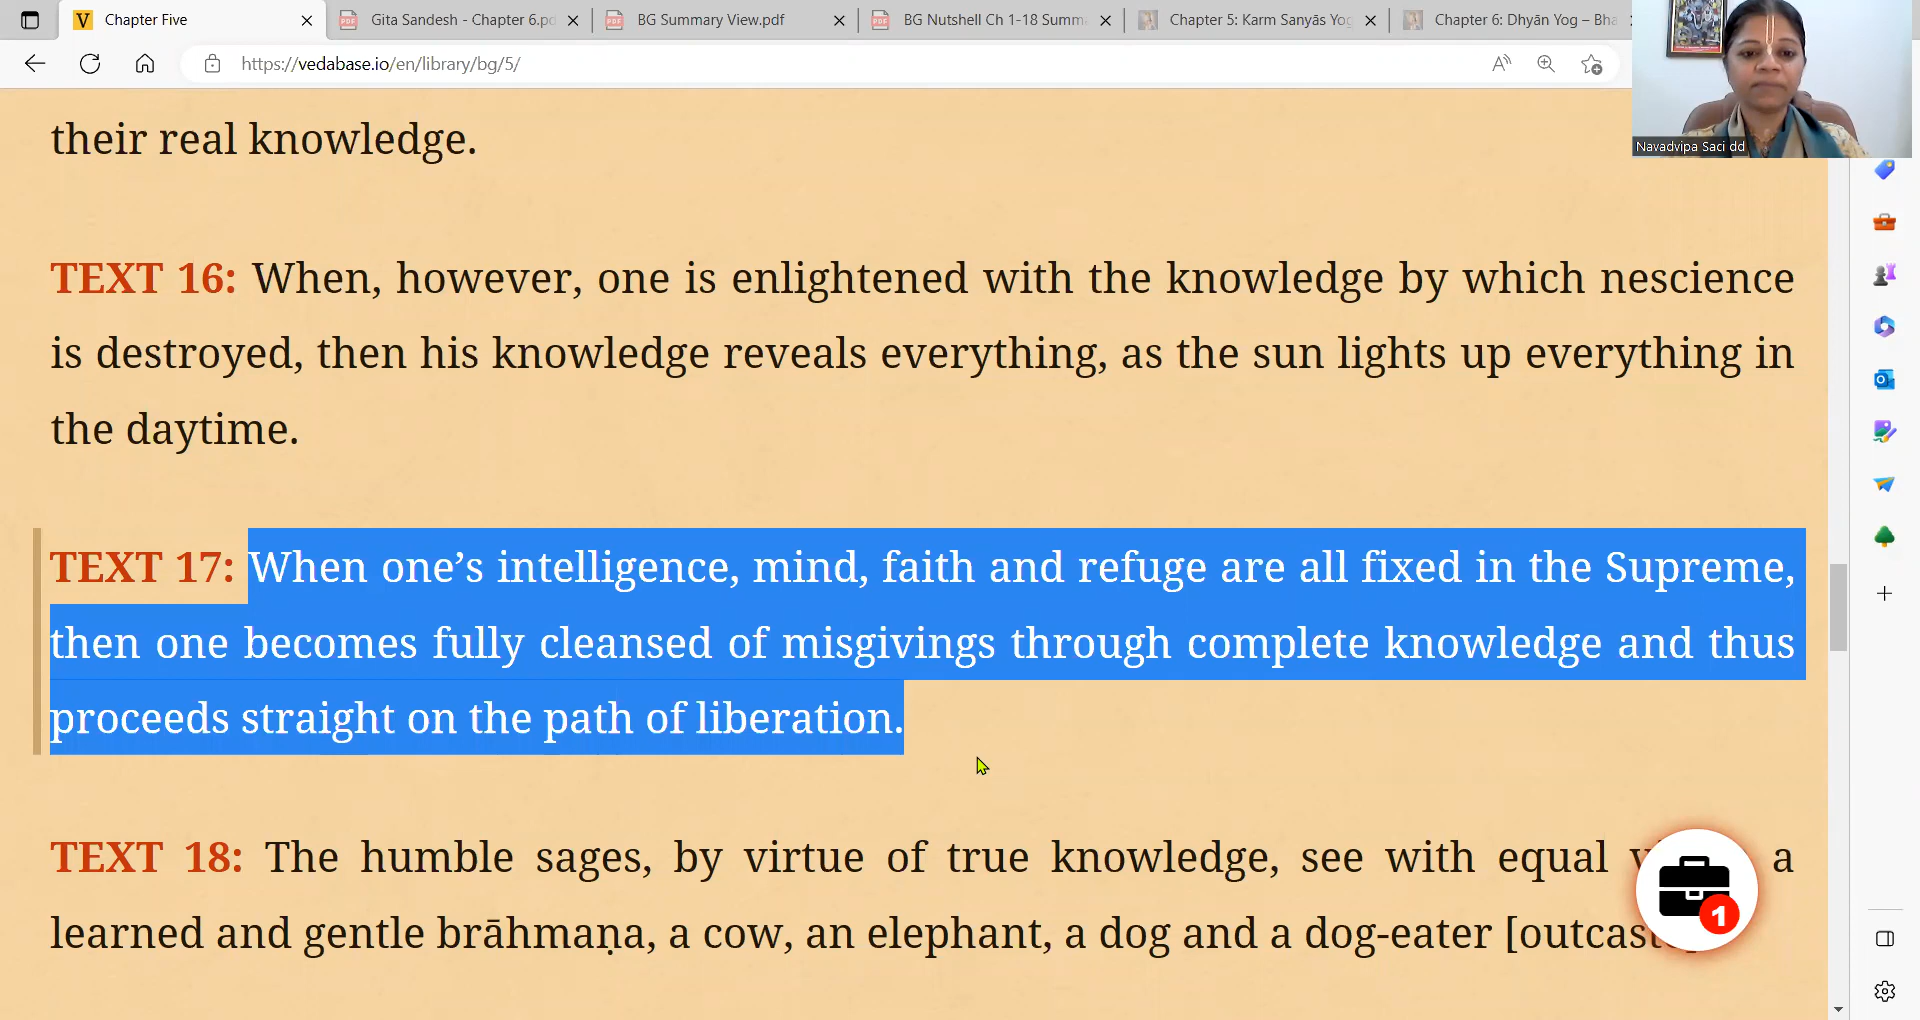 Chapter Five
Gita Sandesh - Chapter 6.pd
BG Summary View.pdf
BG Nutshell Ch 1-18 Summ
Chapter 5: Karm Sanyās Yog
Chapter 6: Dhyān Yog – Bha
https://vedabase.io/en/library/bg/5/
Navadvipa Saci dd
their real knowledge.
TEXT 16: When, however, one is enlightened with the knowledge by which nescience
is destroyed, then his knowledge reveals everything, as the sun lights up everything in
the daytime.
TEXT 17: When one’s intelligence, mind, faith and refuge are all fixed in the Supreme,
then one becomes fully cleansed of misgivings through complete knowledge and thus
proceeds straight on the path of liberation.
TEXT 18: The humble sages, by virtue of true knowledge, see with equal a
learned and gentle brāhmaṇa, a cow, an elephant, a dog and a dog-eater
1